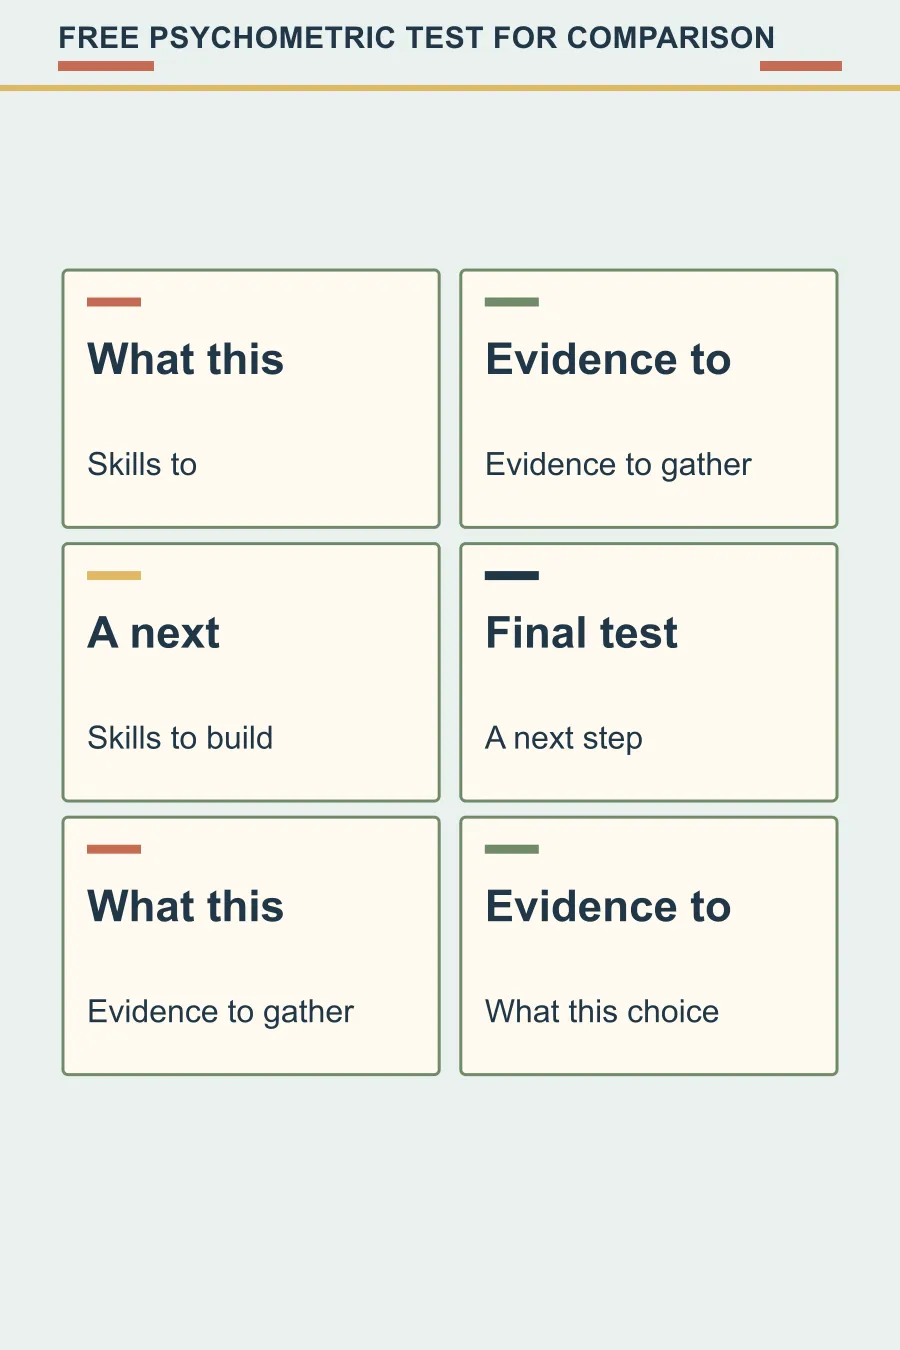 FREE PSYCHOMETRIC TEST FOR COMPARISON
What this
Skills to
Evidence to
Evidence to gather
A next
Skills to build
Final test
A next step
What this
Evidence to gather
Evidence to
What this choice